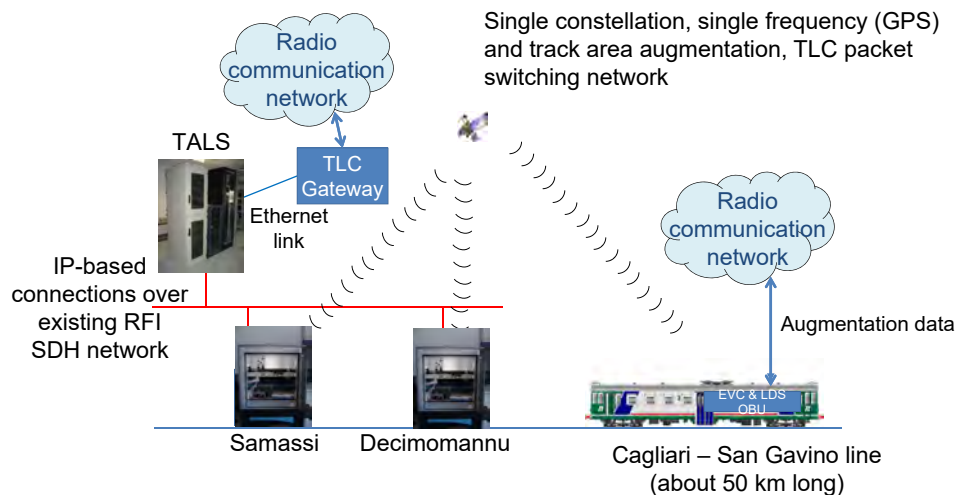 Single constellation, single frequency (GPS)
and track area augmentation, TLC packet
switching network
Radio
communication
network
TALS
TLC
Gateway
Ethernet
link
IP-based
connections over
existing RFI
SDH network
Radio
communication
network
Augmentation data
EVC & LDS
OBU
Samassi
Decimomannu
Cagliari – San Gavino line
(about 50 km long)